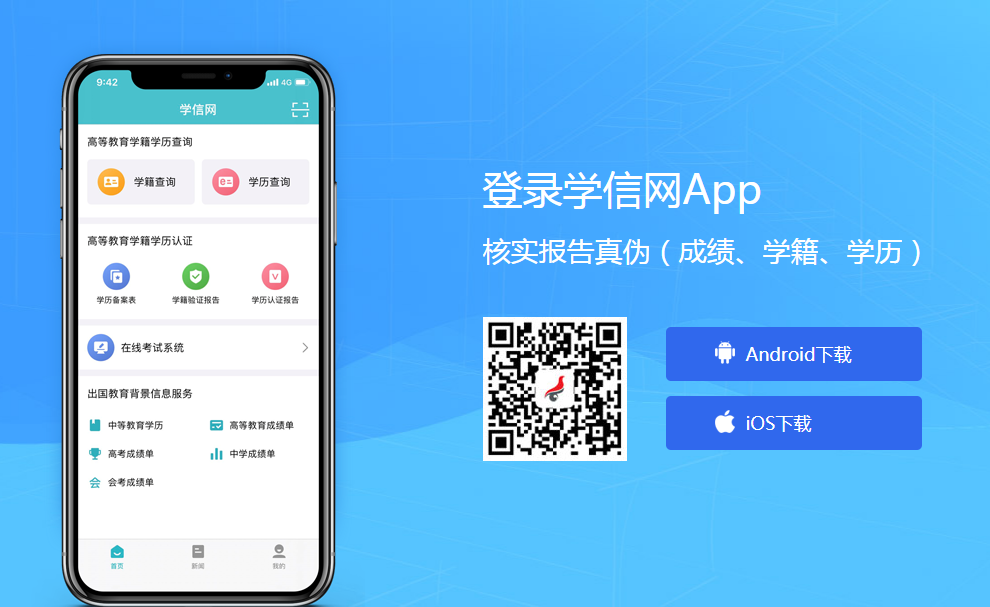 9:42
4G
学信网
高等教育学籍学历查询
学籍查询
学历查询
高等教育学籍学历认证
学历备案表
学籍验证报告
学历认证报告
在线考试系统
出国教育背景信息服务
中等教育学历
高等教育成绩单
高考成绩单
中学成绩单
会考成绩单
首页
新闻
我的
登录学信网App
核实报告真伪（成绩、学籍、学历）
Android下载
iOS下载